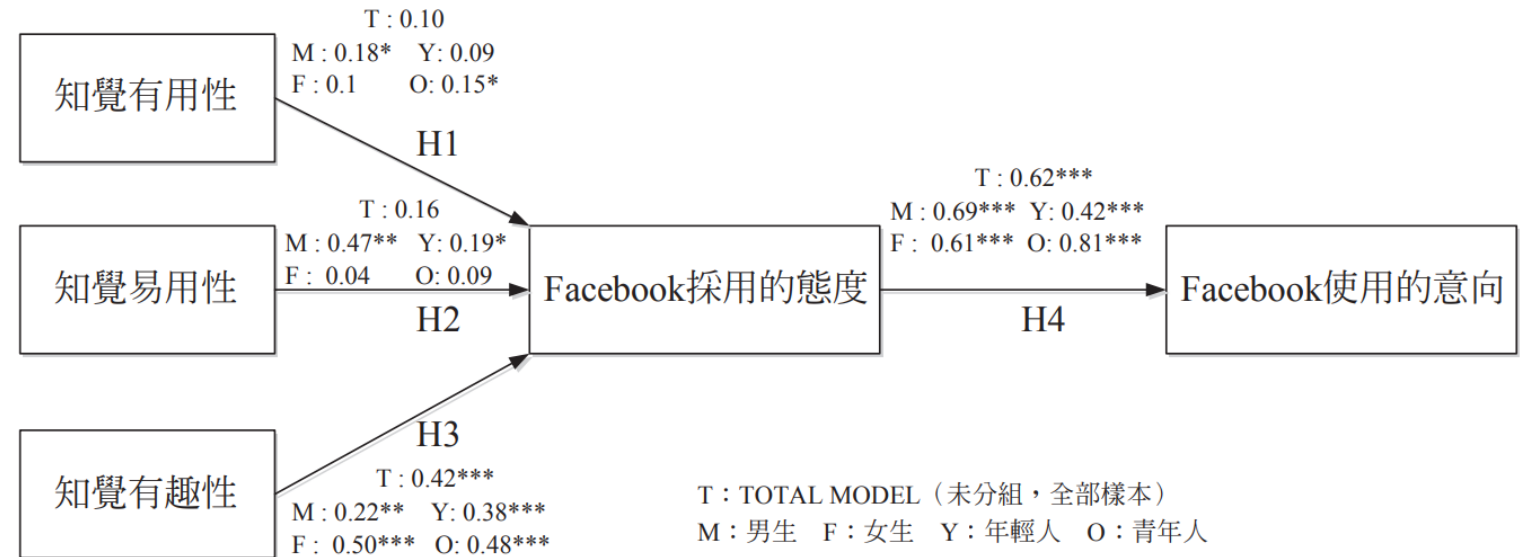 T : 0.10
M : 0.18* Y: 0.09
F : 0.1 O: 0.15*
知覺有用性
H1
T : 0.16
M : 0.47** Y: 0.19*
F : 0.04 O: 0.09
知覺易用性
H2
Facebook採用的態度
T : 0.62***
M : 0.69*** Y: 0.42***
F : 0.61*** O: 0.81***
H4
Facebook使用的意向
H3
知覺有趣性
T : 0.42***
M : 0.22** Y: 0.38***
F : 0.50*** O: 0.48***
T：TOTAL MODEL（未分組，全部樣本）
M：男生 F：女生 Y：年輕人 O：青年人